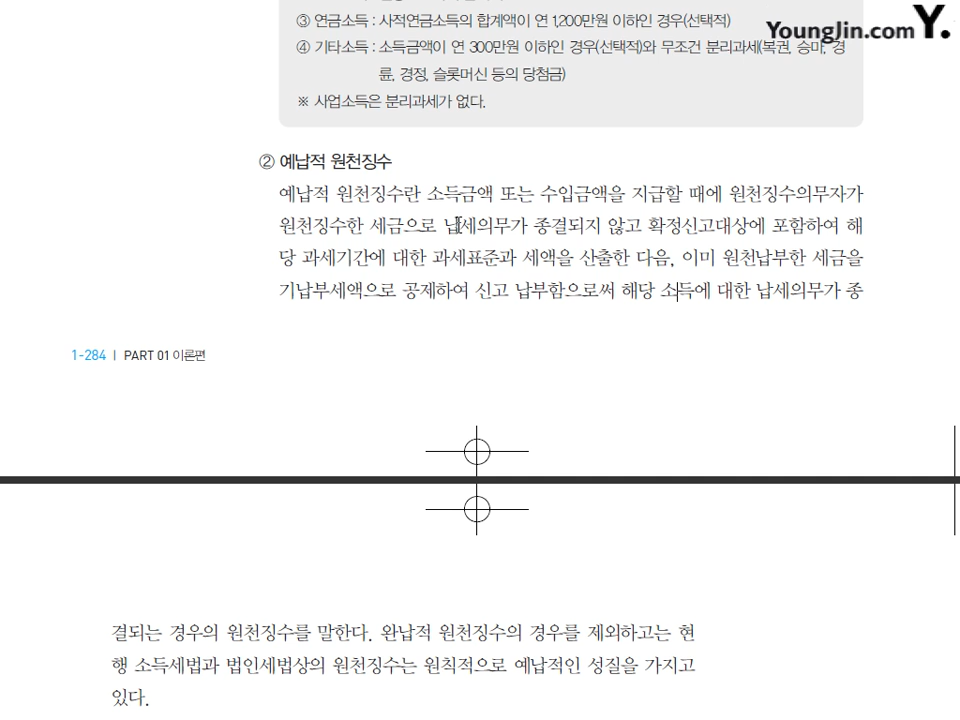 ③ 연금소득 : 사적연금소득의 합계액이 연 1,200만원 이하인 경우(선택적)
YoungJin.com Y.
④ 기타소득 : 소득금액이 연 300만원 이하인 경우(선택적)와 무조건 분리과세(복권, 승마, 경
륜, 경정, 슬롯머신 등의 당첨금)
※ 사업소득은 분리과세가 없다.
② 예납적 원천징수
예납적 원천징수란 소득금액 또는 수입금액을 지급할 때에 원천징수의무자가
원천징수한 세금으로 납세의무가 종결되지 않고 확정신고대상에 포함하여 해
당 과세기간에 대한 과세표준과 세액을 산출한 다음, 이미 원천납부한 세금을
기납부세액으로 공제하여 신고 납부함으로써 해당 소득에 대한 납세의무가 종
1-284 | PART 01 이론편
결되는 경우의 원천징수를 말한다. 완납적 원천징수의 경우를 제외하고는 현
행 소득세법과 법인세법상의 원천징수는 원칙적으로 예납적인 성질을 가지고
있다.